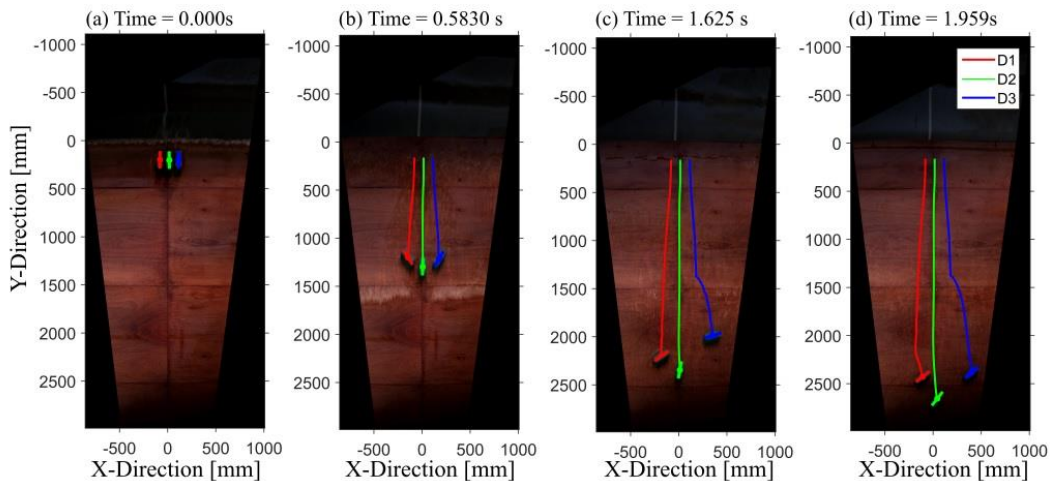 (a) Time = 0.000s
(b) Time = 0.5830 s
(c) Time = 1.625 s
(d) Time = 1.959s
-1000
-500
0
500
1000
1500
2000
2500
Y-Direction [mm]
-500 0 500 1000
X-Direction [mm]
-1000
-500
0
500
1000
1500
2000
2500
-500 0 500 1000
X-Direction [mm]
-1000
-500
0
500
1000
1500
2000
2500
-500 0 500 1000
X-Direction [mm]
-1000
-500
0
500
1000
1500
2000
2500
-500 0 500 1000
X-Direction [mm]
D1
D2
D3